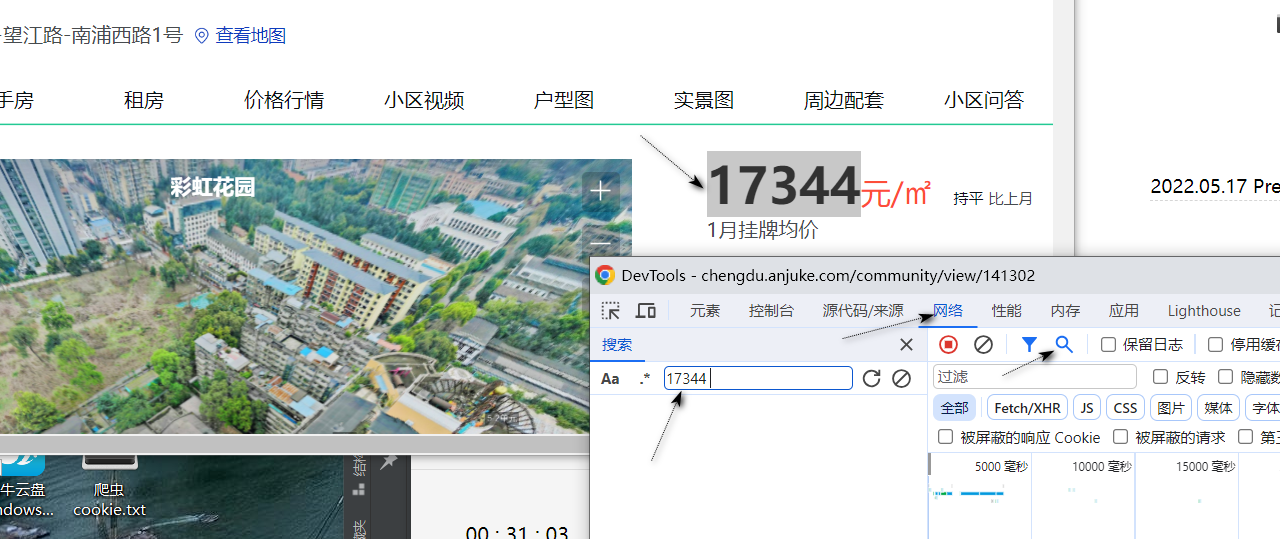 望江路-南浦西路1号 查看地图
手房 租房 价格行情 小区视频 户型图 实景图 周边配套 小区问答
彩虹花园
17344元/㎡ 持平 比上月
1月挂牌均价
2022.05.17 Pre
DevTools - chengdu.anjuke.com/community/view/141302
元素 控制台 源代码/来源 网络 性能 内存 应用 Lighthouse 记
搜索
保留日志 停用缓存
Aa .* 17344
过滤 反转 隐藏数
全部 Fetch/XHR JS CSS 图片 媒体 字体
被屏蔽的响应 Cookie 被屏蔽的请求 第三
5000 毫秒 10000 毫秒 15000 毫秒
牛云盘 爬虫
ndows... cookie.txt
结构
00 : 31 : 03